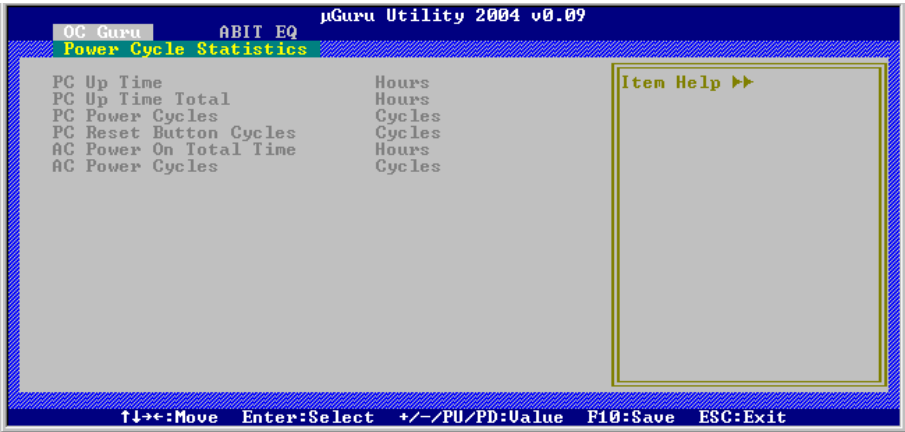 µGuru Utility 2004 v0.09
OC Guru ABIT EQ
Power Cycle Statistics
PC Up Time Hours
PC Up Time Total Hours
PC Power Cycles Cycles
PC Reset Button Cycles Cycles
AC Power On Total Time Hours
AC Power Cycles Cycles
Item Help ▶▶
↑↓→←:Move Enter:Select +/-/PU/PD:Value F10:Save ESC:Exit